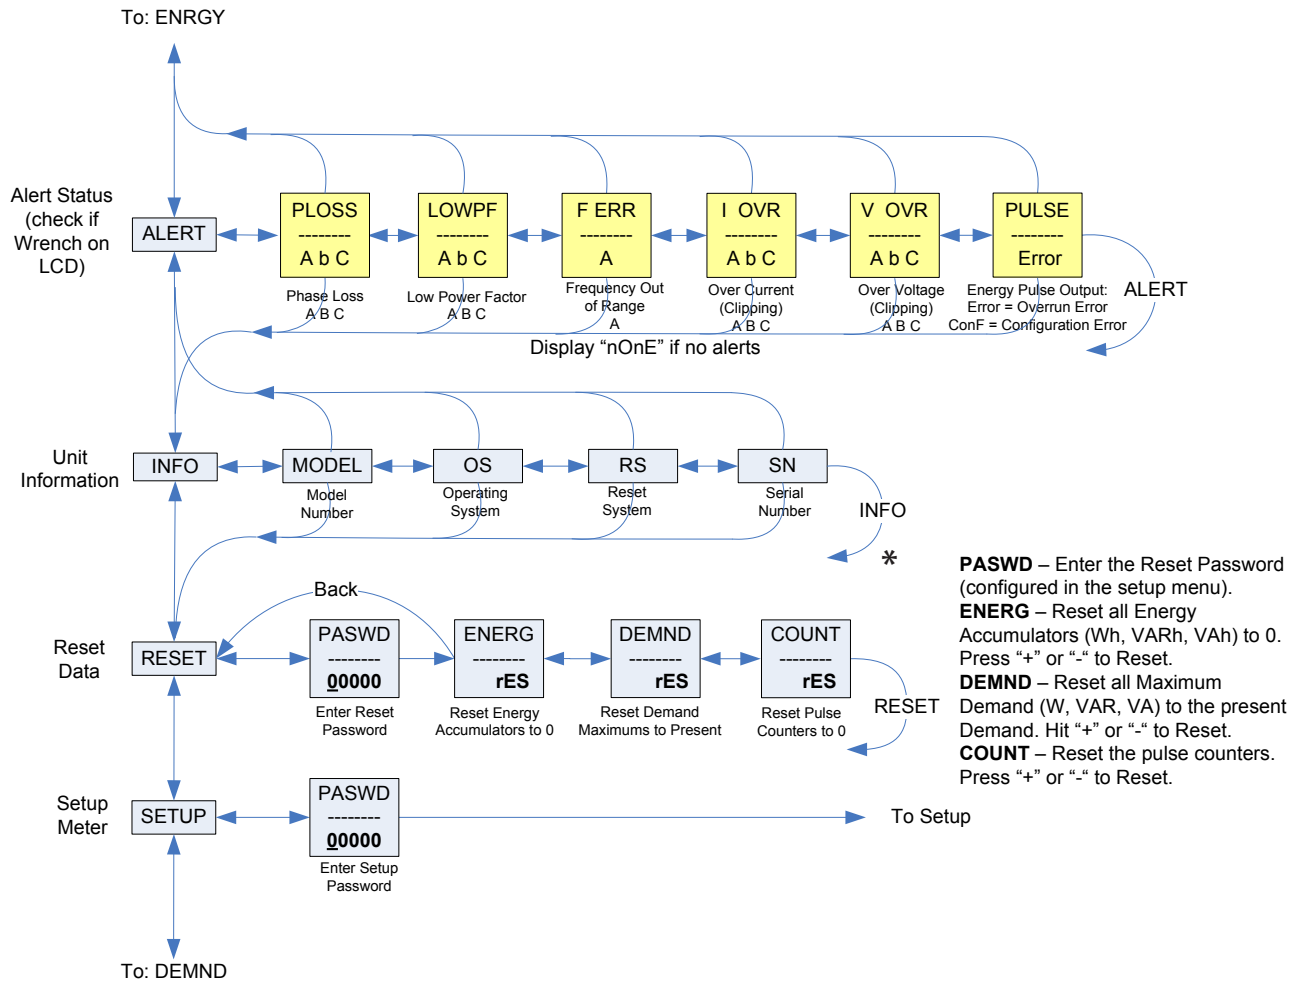 To: ENRGY
Alert Status
(check if
Wrench on
LCD)
ALERT
PLOSS
--------
A b C
Phase Loss
A B C
LOWPF
--------
A b C
Low Power Factor
A B C
F ERR
--------
A
Frequency Out
of Range
A
I OVR
--------
A b C
Over Current
(Clipping)
A B C
V OVR
--------
A b C
Over Voltage
(Clipping)
A B C
PULSE
--------
Error
Energy Pulse Output:
Error = Overrun Error
ConF = Configuration Error
ALERT
Display “nOnE” if no alerts
Unit
Information
INFO
MODEL
Model
Number
OS
Operating
System
RS
Reset
System
SN
Serial
Number
INFO
*
Back
Reset
Data
RESET
PASWD
--------
00000
Enter Reset
Password
ENERG
--------
rES
Reset Energy
Accumulators to 0
DEMND
--------
rES
Reset Demand
Maximums to Present
COUNT
--------
rES
Reset Pulse
Counters to 0
RESET
PASWD – Enter the Reset Password
(configured in the setup menu).
ENERG – Reset all Energy
Accumulators (Wh, VARh, VAh) to 0.
Press “+” or “-“ to Reset.
DEMND – Reset all Maximum
Demand (W, VAR, VA) to the present
Demand. Hit “+” or “-“ to Reset.
COUNT – Reset the pulse counters.
Press “+” or “-“ to Reset.
Setup
Meter
SETUP
PASWD
--------
00000
Enter Setup
Password
To Setup
To: DEMND